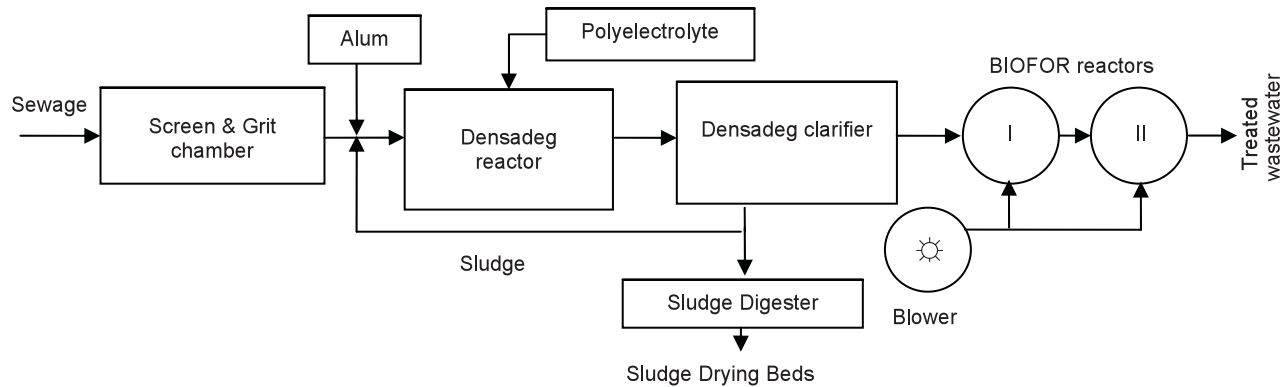 Alum
Polyelectrolyte
BIOFOR reactors
Sewage
Screen & Grit
chamber
Densadeg
reactor
Densadeg clarifier
I
II
Treated
wastewater
Sludge
Sludge Digester
Blower
Sludge Drying Beds